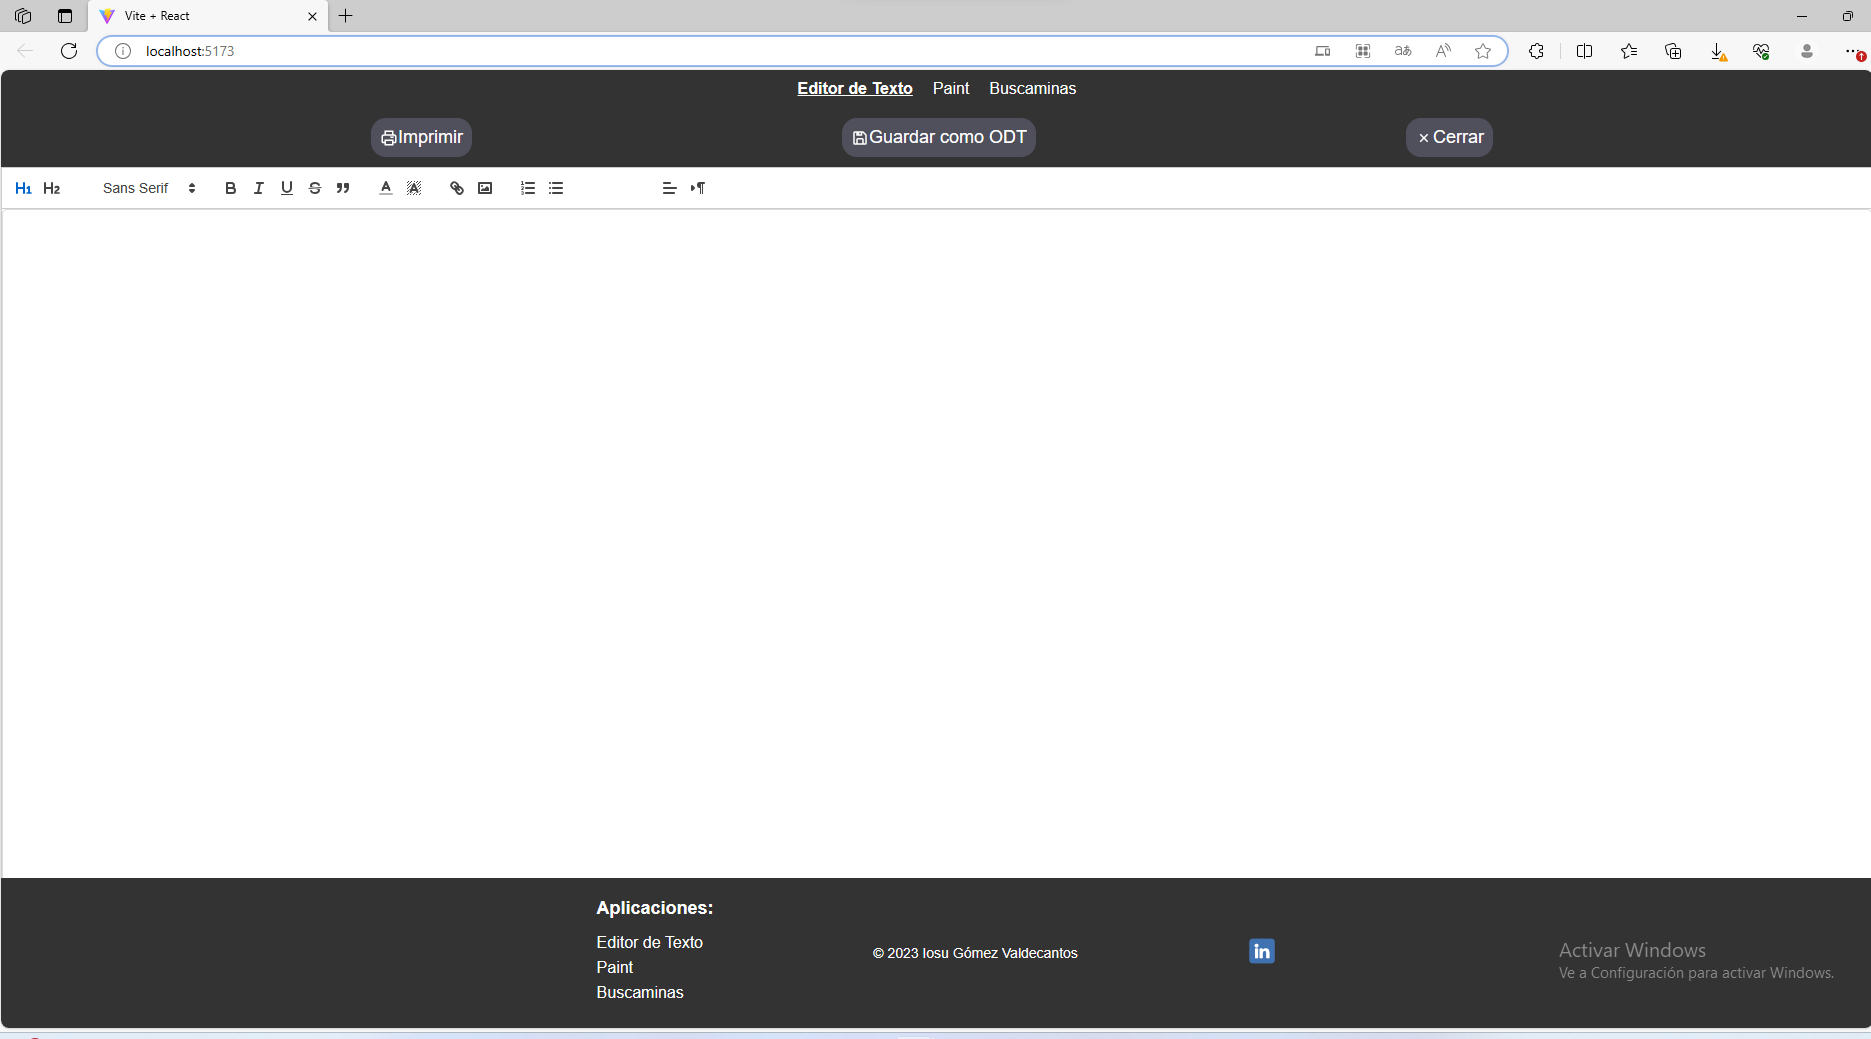 Vite + React
localhost:5173
Editor de Texto Paint Buscaminas
Imprimir Guardar como ODT × Cerrar
H1 H2 Sans Serif B I U S A A
Aplicaciones:
Editor de Texto
Paint
Buscaminas
© 2023 Iosu Gómez Valdecantos
in
Activar Windows
Ve a Configuración para activar Windows.